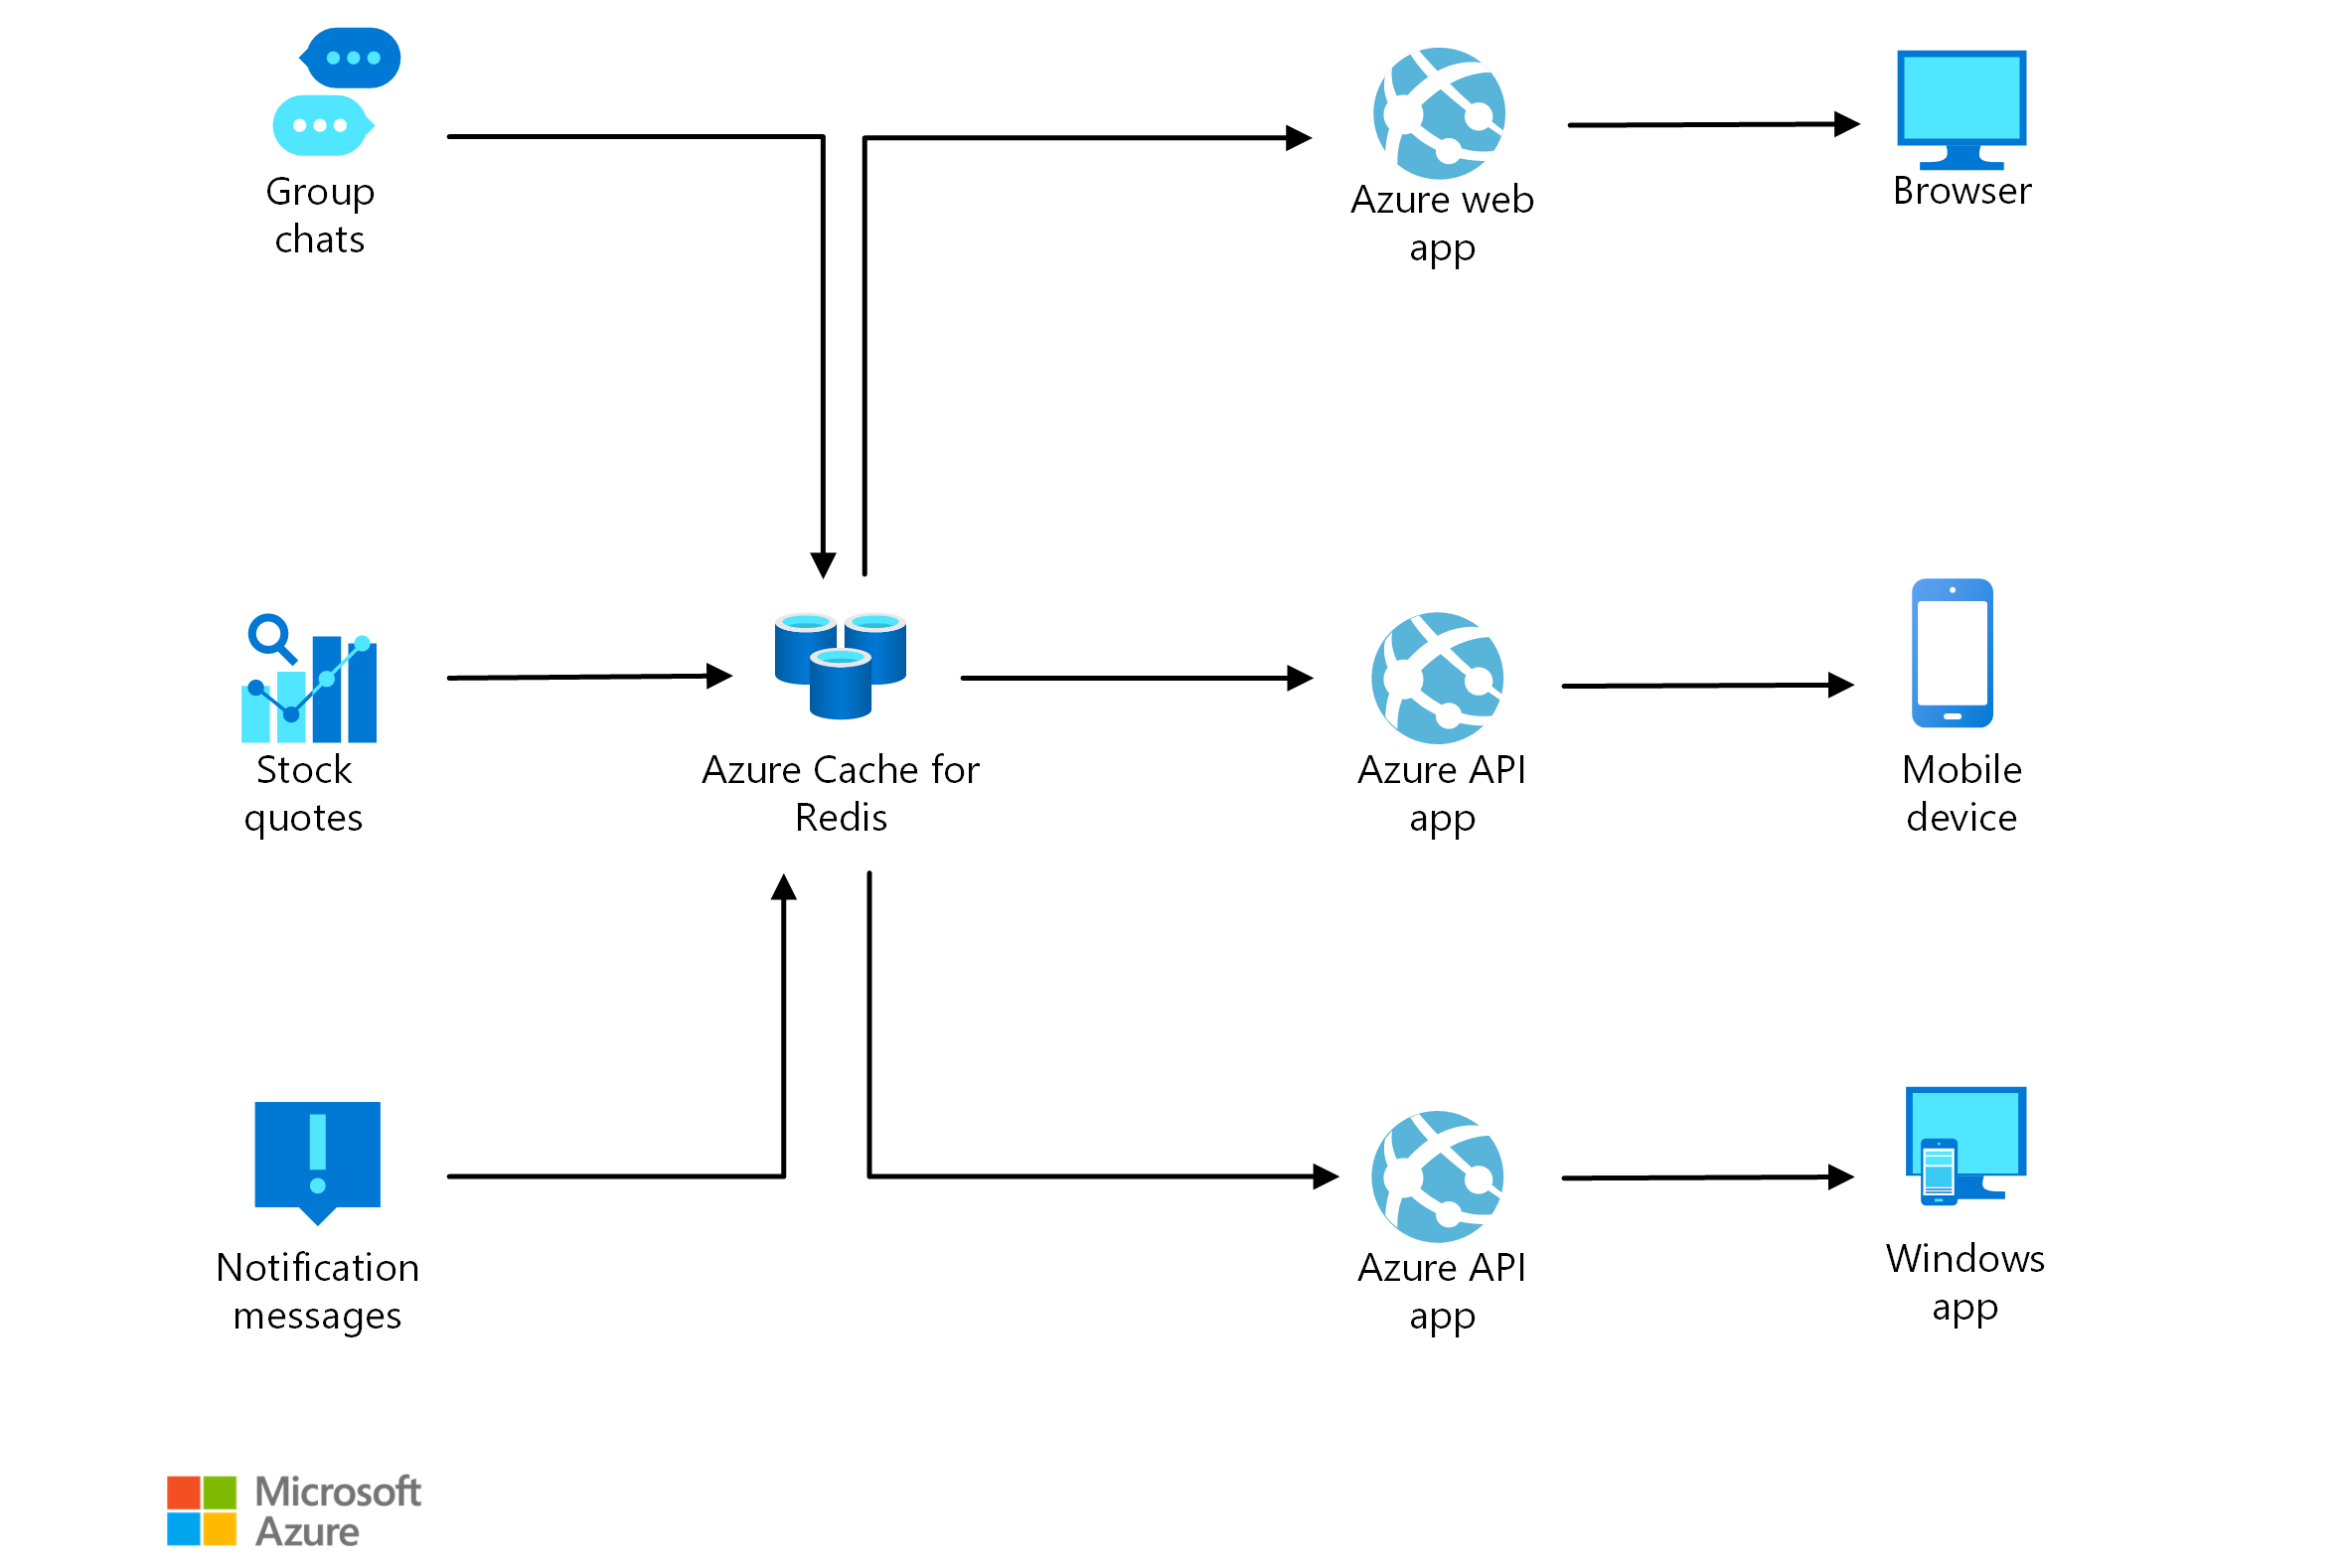 Group
chats
Azure web
app
Browser
Stock
quotes
Azure Cache for
Redis
Azure API
app
Mobile
device
Notification
messages
Azure API
app
Windows
app
Microsoft
Azure